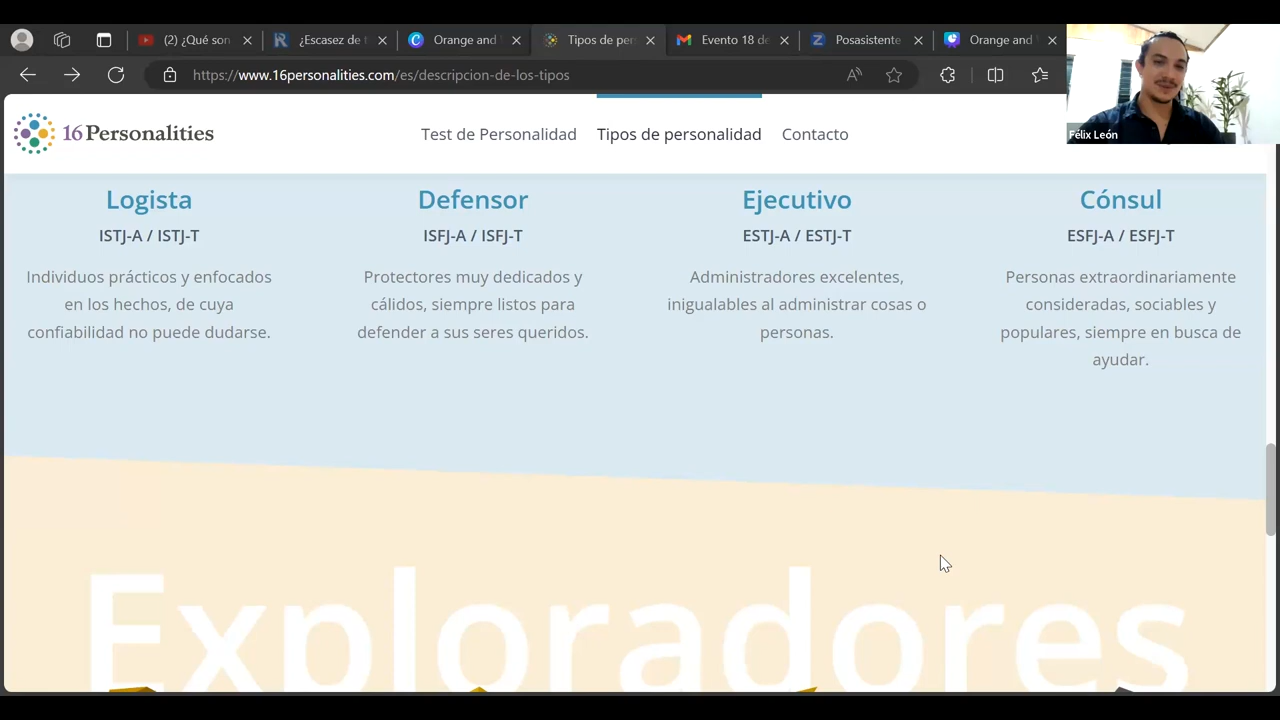 (2) ¿Qué son
¿Escasez de t
Orange and
Tipos de per
Evento 18 de
Posasistente
Orange and
https://www.16personalities.com/es/descripcion-de-los-tipos
Félix León
16Personalities
Test de Personalidad
Tipos de personalidad
Contacto
Logista
ISTJ-A / ISTJ-T
Individuos prácticos y enfocados
en los hechos, de cuya
confiabilidad no puede dudarse.
Defensor
ISFJ-A / ISFJ-T
Protectores muy dedicados y
cálidos, siempre listos para
defender a sus seres queridos.
Ejecutivo
ESTJ-A / ESTJ-T
Administradores excelentes,
inigualables al administrar cosas o
personas.
Cónsul
ESFJ-A / ESFJ-T
Personas extraordinariamente
consideradas, sociables y
populares, siempre en busca de
ayudar.
Exploradores